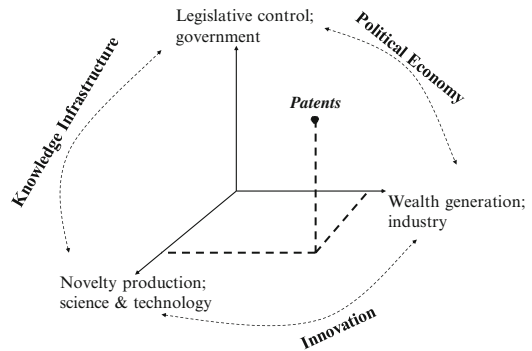 Legislative control;
government
Political Economy
Knowledge Infrastructure
Patents
Wealth generation;
industry
Novelty production;
science & technology
Innovation